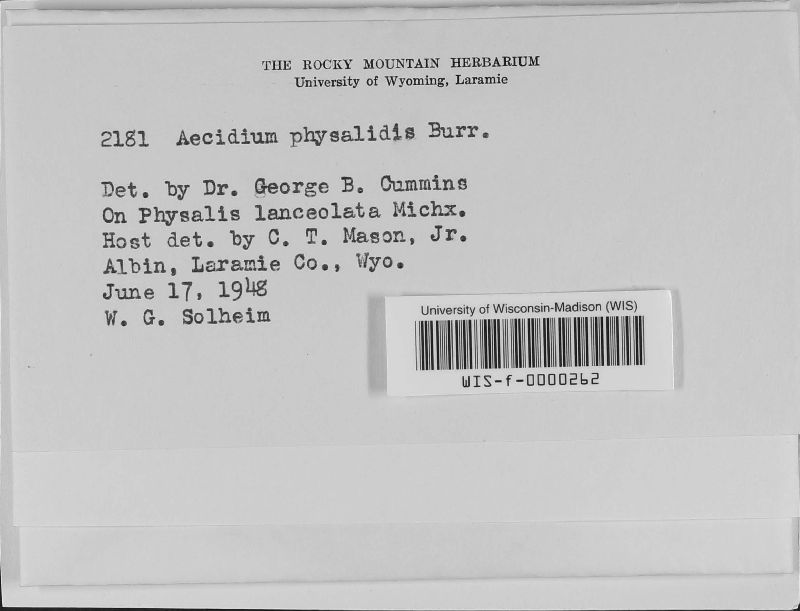 THE ROCKY MOUNTAIN HERBARIUM
University of Wyoming, Laramie
2181 Aecidium physalidis Burr.
Det. by Dr. George B. Cummins
On Physalis lanceolata Michx.
Host det. by C. T. Mason, Jr.
Albin, Laramie Co., Wyo.
June 17, 1948
W. G. Solheim
University of Wisconsin-Madison (WIS)
WIS-f-0000262